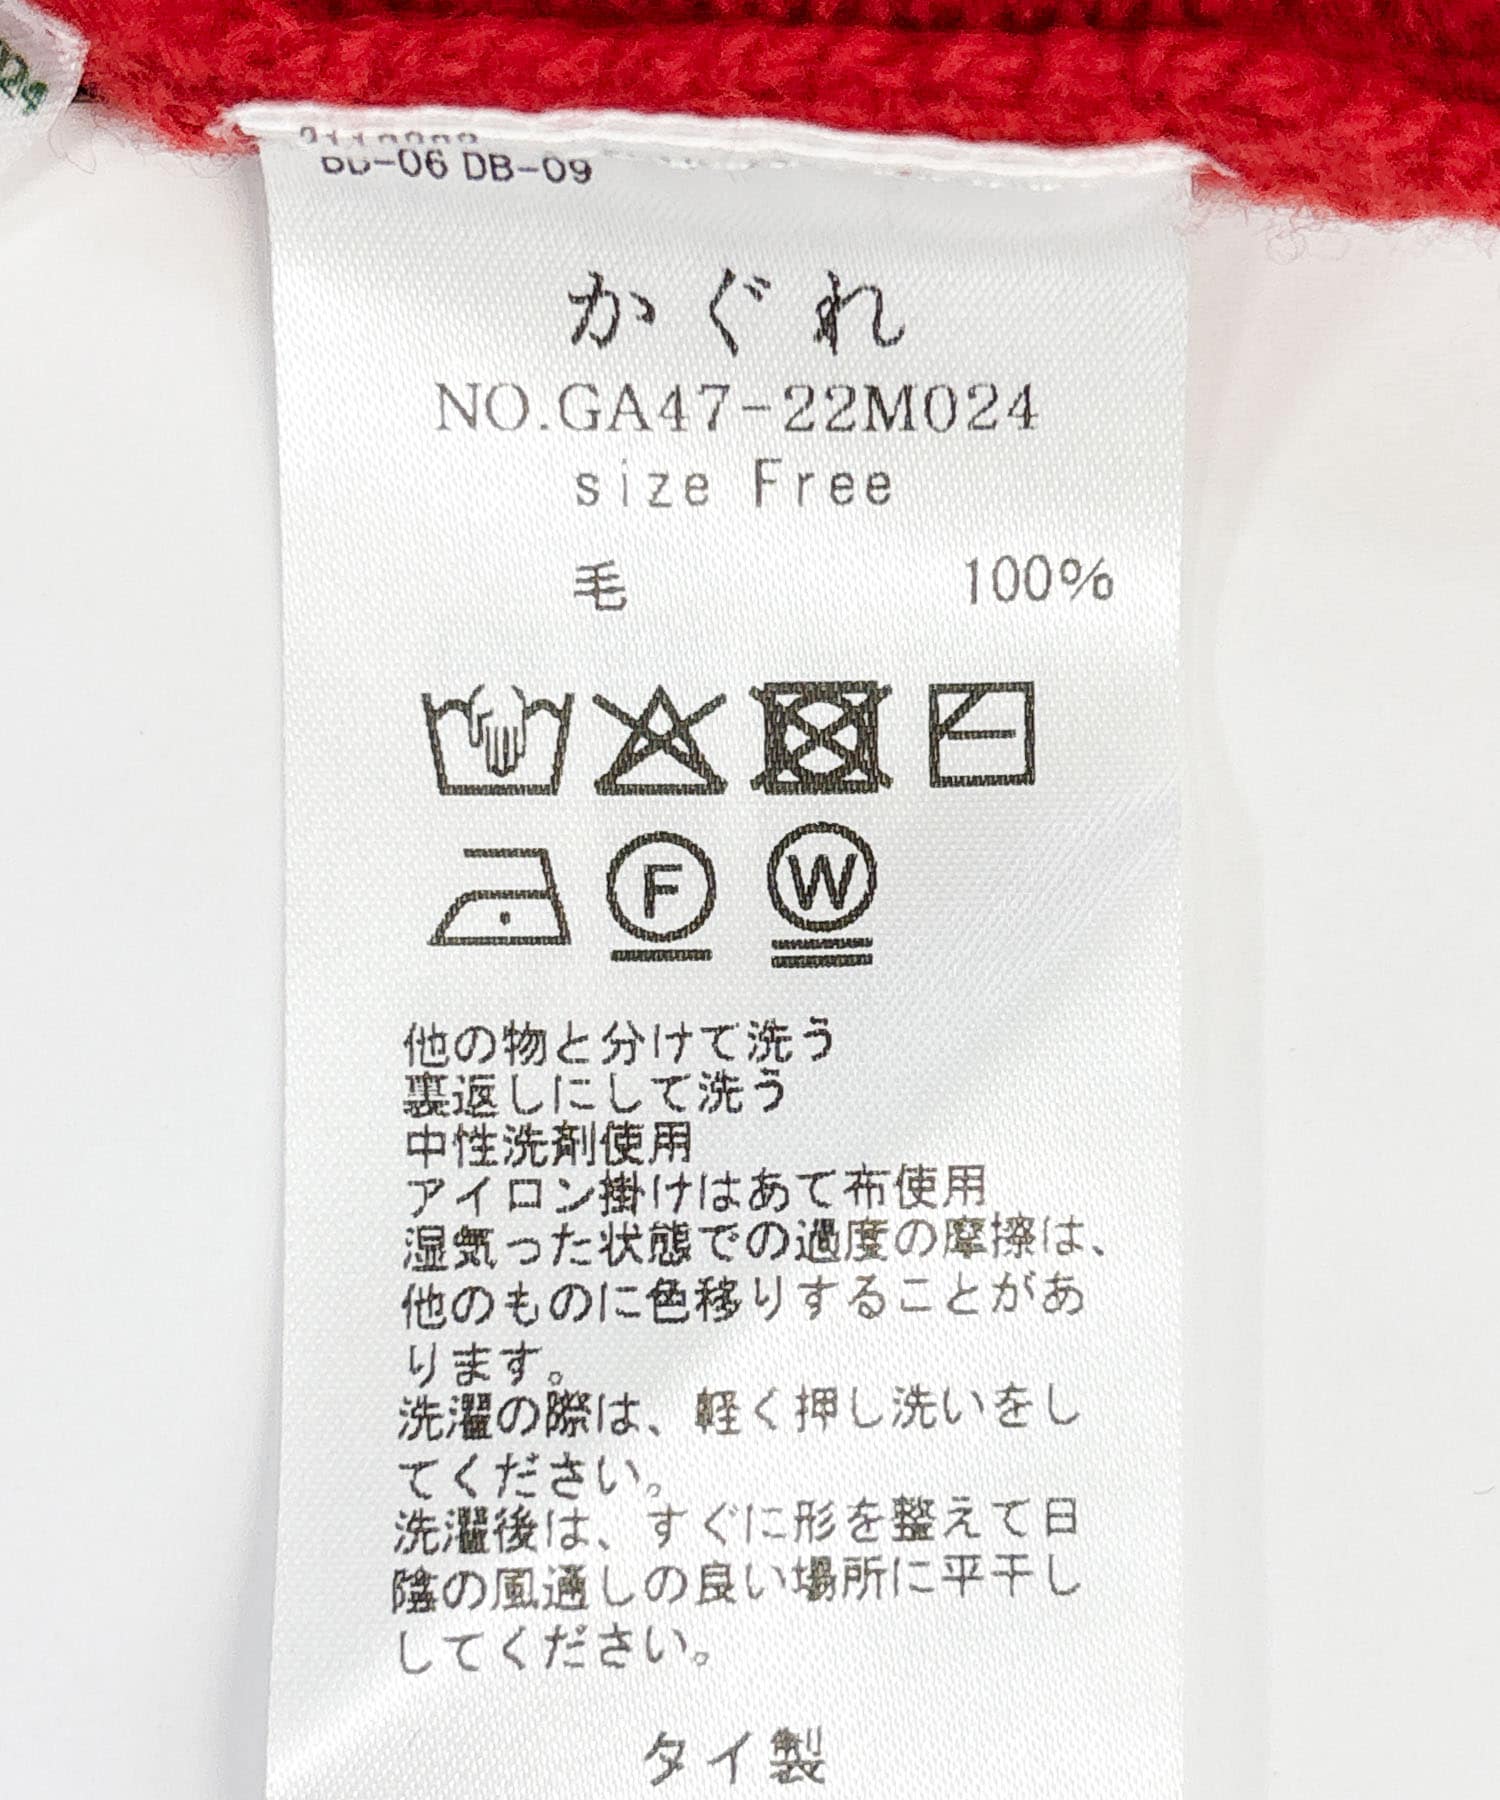 DB-09
かぐれ
NO.GA47-22M024
size Free
毛 100%
F W
他の物と分けて洗う
裏返しにして洗う
中性洗剤使用
アイロン掛けはあて布使用
湿気った状態での過度の摩擦は、
他のものに色移りすることがあ
ります。
洗濯の際は、軽く押し洗いをし
てください。
洗濯後は、すぐに形を整えて日
陰の風通しの良い場所に平干し
してください。
タイ製